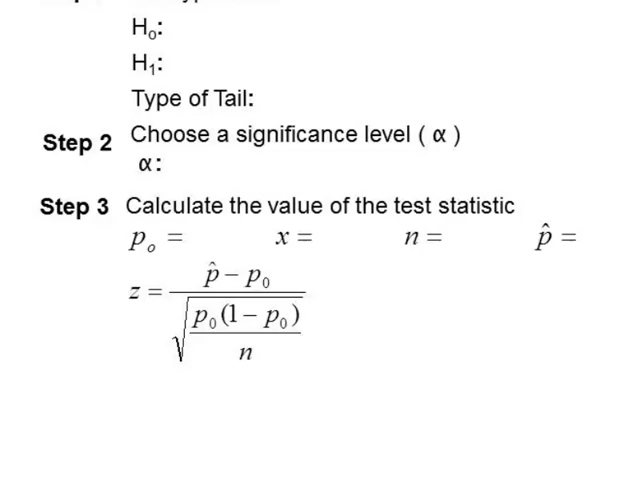 H₀:
H₁:
Type of Tail:
Step 2 Choose a significance level ( α )
α:
Step 3 Calculate the value of the test statistic
pₒ = x = n = p̂ =
z = (p̂ − p₀) / √(p₀(1 − p₀) / n)